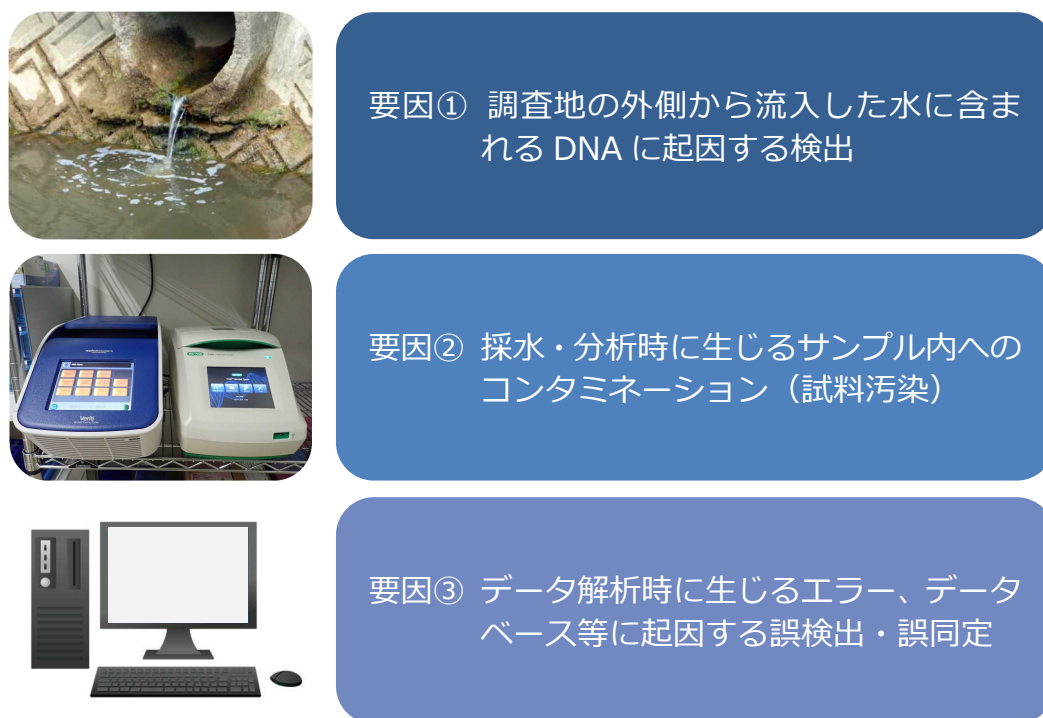 要因① 調査地の外側から流入した水に含ま
れる DNA に起因する検出
Veriti
要因② 採水・分析時に生じるサンプル内への
コンタミネーション（試料汚染）
要因③ データ解析時に生じるエラー、データ
ベース等に起因する誤検出・誤同定